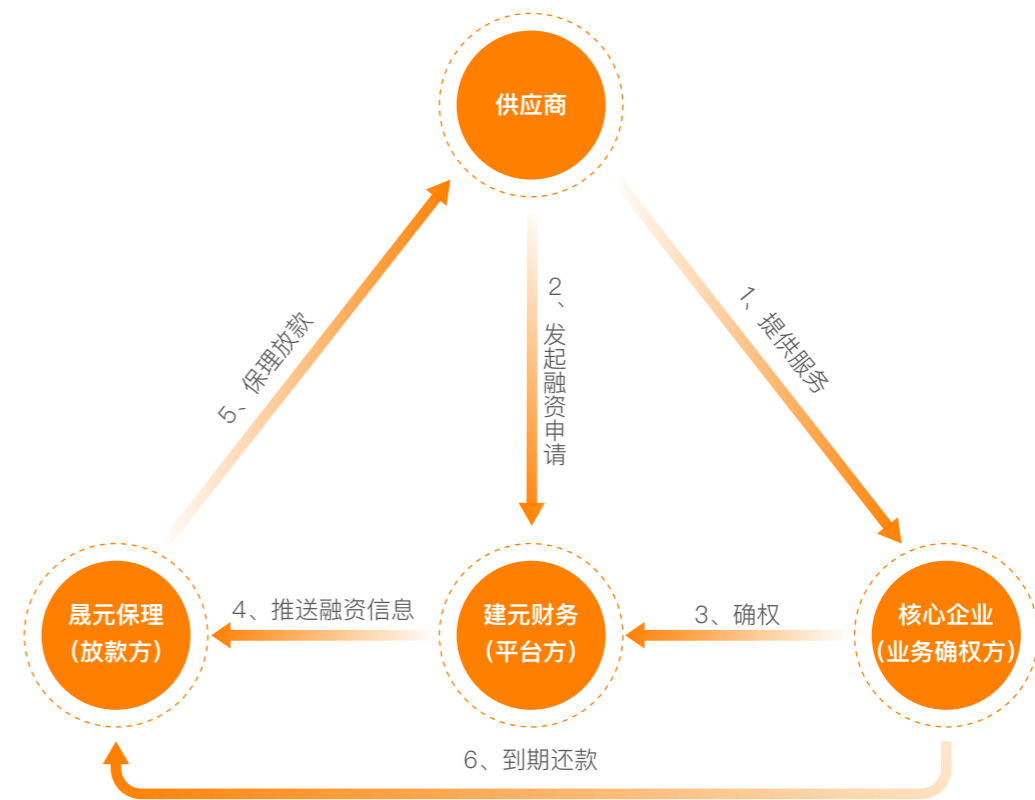 供应商
1、提供服务
2、发起融资申请
5、保理放款
晟元保理
(放款方)
4、推送融资信息
建元财务
(平台方)
3、确权
核心企业
(业务确权方)
6、到期还款